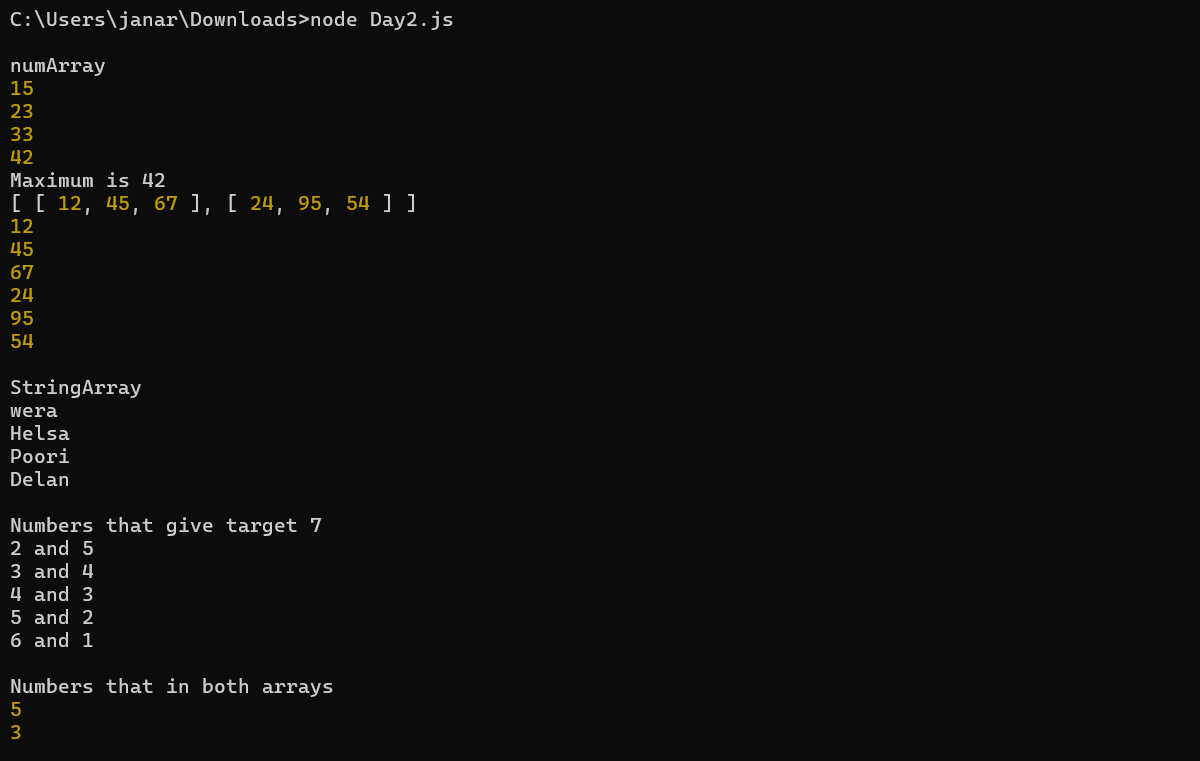 C:\Users\janar\Downloads>node Day2.js
numArray
15
23
33
42
Maximum is 42
[ [ 12, 45, 67 ], [ 24, 95, 54 ] ]
12
45
67
24
95
54
StringArray
wera
Helsa
Poori
Delan
Numbers that give target 7
2 and 5
3 and 4
4 and 3
5 and 2
6 and 1
Numbers that in both arrays
5
3